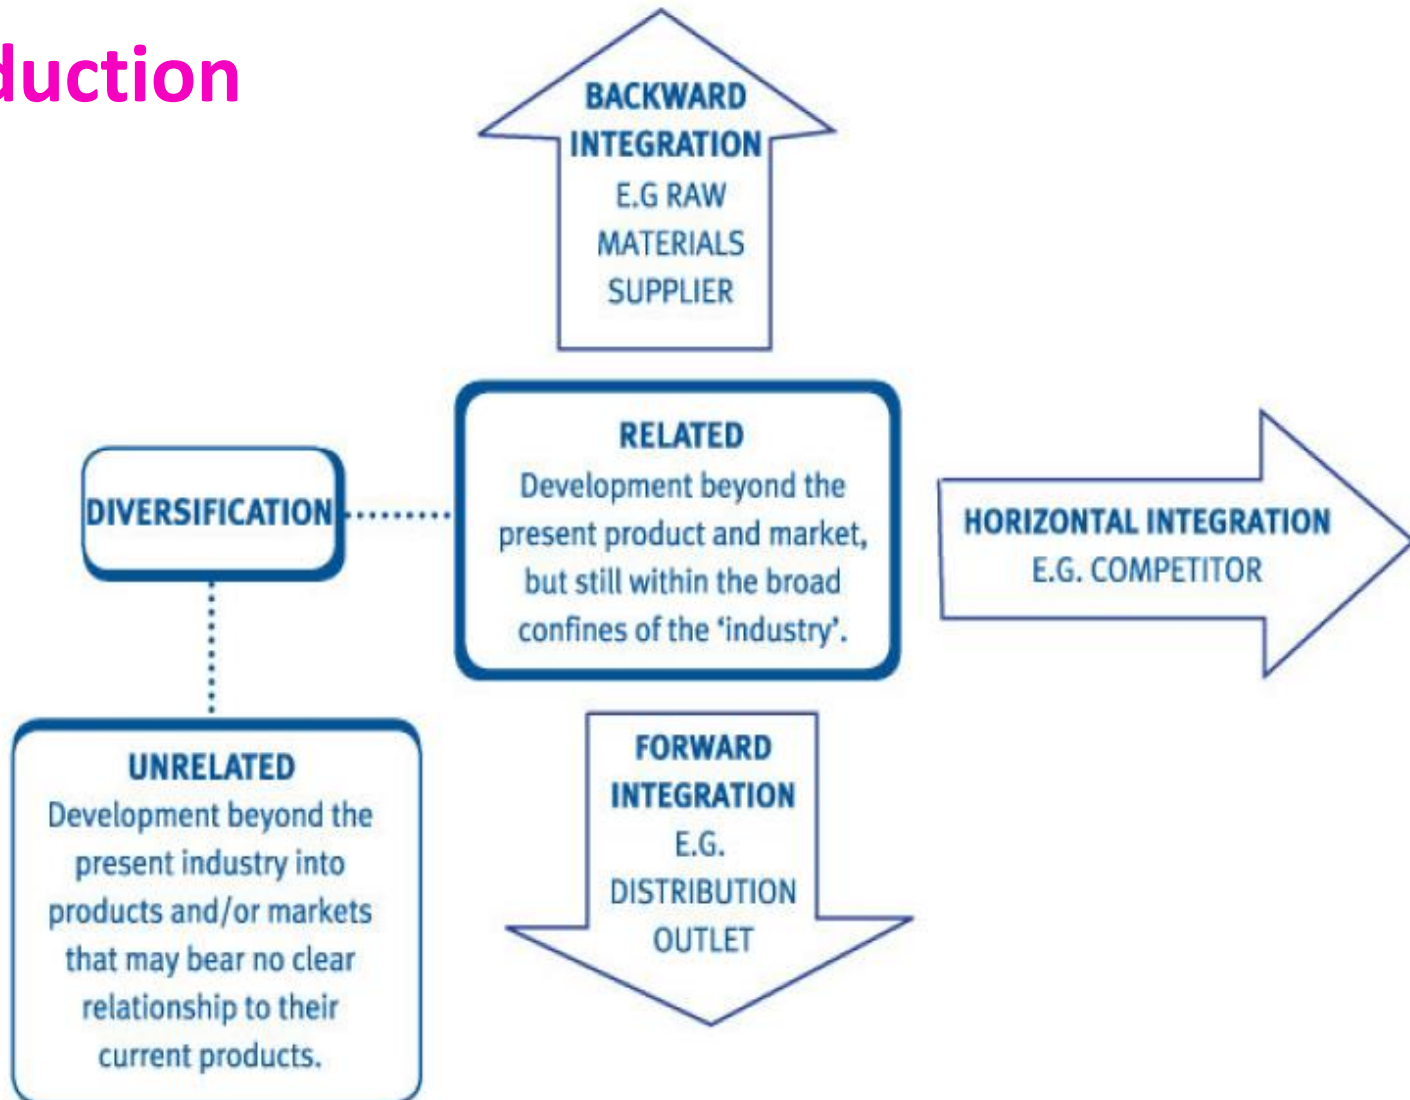 duction
BACKWARD
INTEGRATION
E.G RAW
MATERIALS
SUPPLIER
DIVERSIFICATION
RELATED
Development beyond the
present product and market,
but still within the broad
confines of the ‘industry’.
HORIZONTAL INTEGRATION
E.G. COMPETITOR
UNRELATED
Development beyond the
present industry into
products and/or markets
that may bear no clear
relationship to their
current products.
FORWARD
INTEGRATION
E.G.
DISTRIBUTION
OUTLET